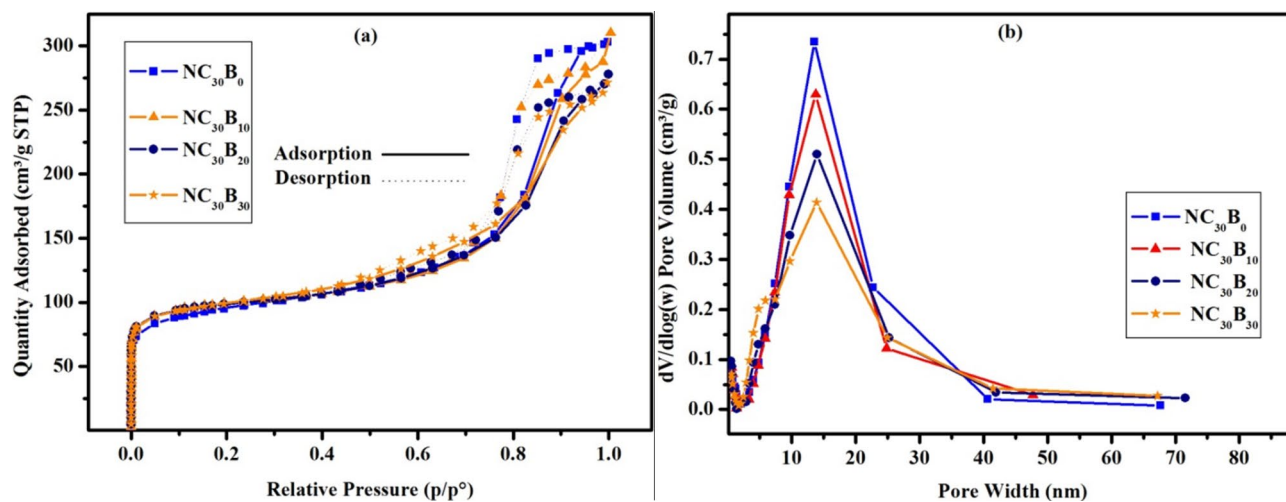 (a)
NC₃₀B₀
NC₃₀B₁₀
NC₃₀B₂₀
NC₃₀B₃₀
Adsorption
Desorption
Quantity Adsorbed (cm³/g STP)
300
250
200
150
100
50
0.0 0.2 0.4 0.6 0.8 1.0
Relative Pressure (p/p°)
(b)
NC₃₀B₀
NC₃₀B₁₀
NC₃₀B₂₀
NC₃₀B₃₀
dV/dlog(w) Pore Volume (cm³/g)
0.7
0.6
0.5
0.4
0.3
0.2
0.1
0.0
10 20 30 40 50 60 70 80
Pore Width (nm)